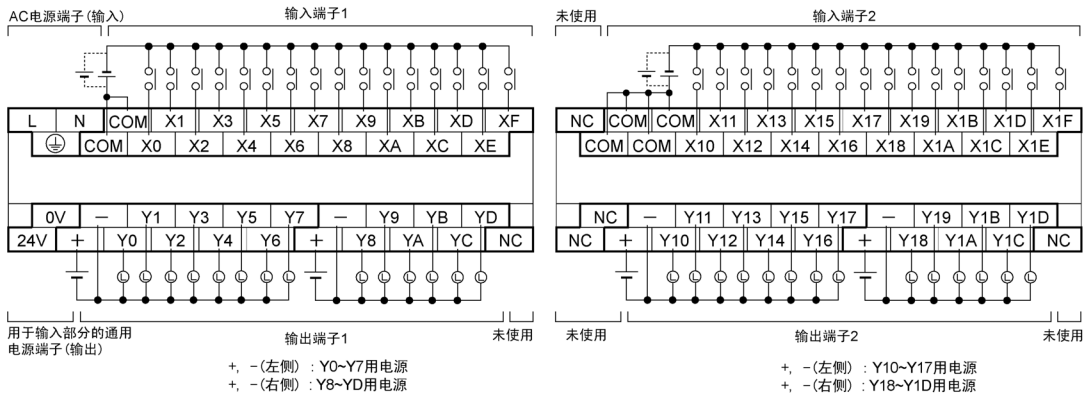 AC电源端子(输入)
输入端子1
L N COM X1 X3 X5 X7 X9 XB XD XF
COM X0 X2 X4 X6 X8 XA XC XE
0V − Y1 Y3 Y5 Y7 − Y9 YB YD
24V + Y0 Y2 Y4 Y6 + Y8 YA YC NC
L L L L L L L L L L L L L L
用于输入部分的通用
电源端子(输出)
输出端子1
未使用
+, −(左侧) : Y0~Y7用电源
+, −(右侧) : Y8~YD用电源
未使用
输入端子2
NC COM COM X11 X13 X15 X17 X19 X1B X1D X1F
COM COM X10 X12 X14 X16 X18 X1A X1C X1E
NC − Y11 Y13 Y15 Y17 − Y19 Y1B Y1D
NC + Y10 Y12 Y14 Y16 + Y18 Y1A Y1C NC
L L L L L L L L L L L L L L
未使用
输出端子2
未使用
+, −(左侧) : Y10~Y17用电源
+, −(右侧) : Y18~Y1D用电源